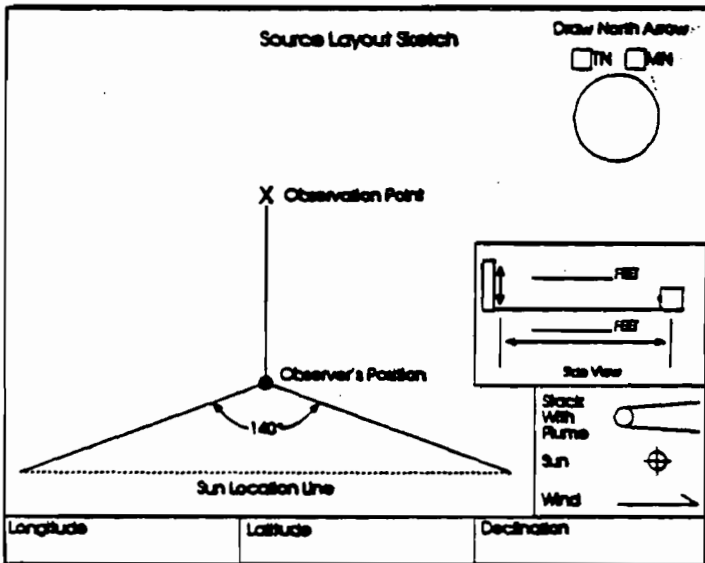 Source Layout Sketch
Draw North Arrow
TN MN
X Observation Point
FEET
FEET
Side View
Observer's Position
140°
Sun Location Line
Stack
With
Plume
Sun
Wind
Longitude Latitude Declination